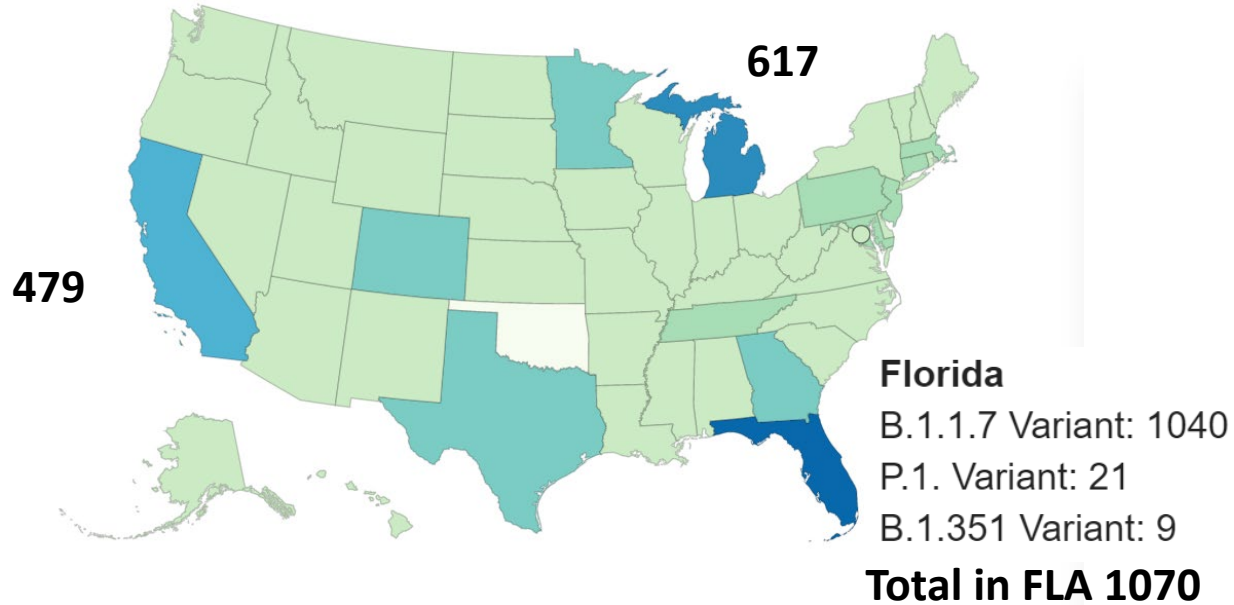 617
479
Florida
B.1.1.7 Variant: 1040
P.1. Variant: 21
B.1.351 Variant: 9
Total in FLA 1070